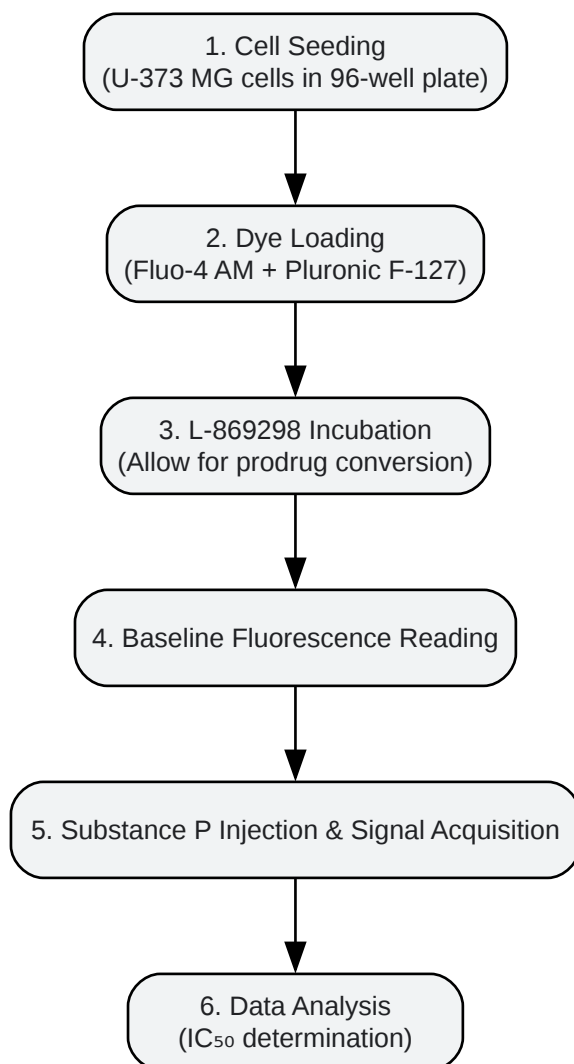 1. Cell Seeding
(U-373 MG cells in 96-well plate)
2. Dye Loading
(Fluo-4 AM + Pluronic F-127)
3. L-869298 Incubation
(Allow for prodrug conversion)
4. Baseline Fluorescence Reading
5. Substance P Injection & Signal Acquisition
6. Data Analysis
(IC₅₀ determination)